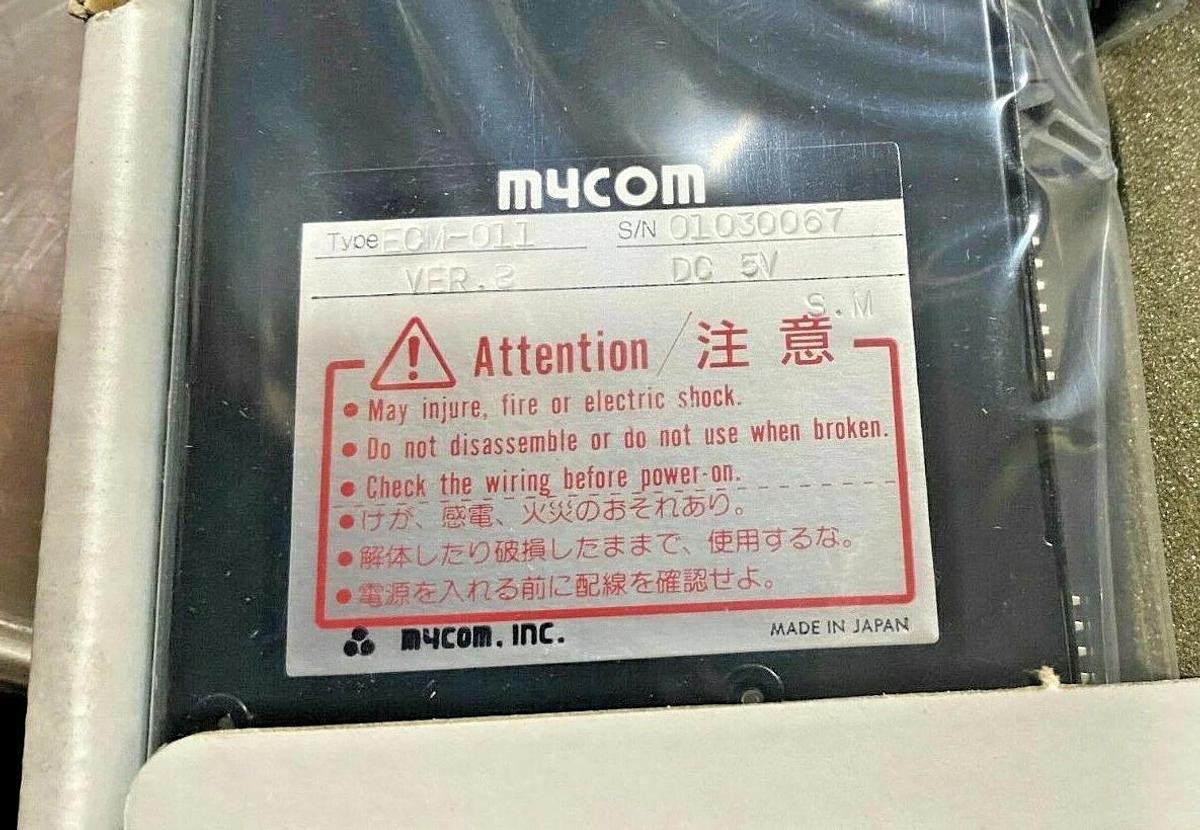 mycom
Type ECM-011 S/N 01030067
VER. DC 5V
S.M
Attention/注意
• May injure, fire or electric shock.
• Do not disassemble or do not use when broken.
• Check the wiring before power-on.
• けが、感電、火災のおそれあり。
• 解体したり破損したままで、使用するな。
• 電源を入れる前に配線を確認せよ。
mycom, INC.
MADE IN JAPAN